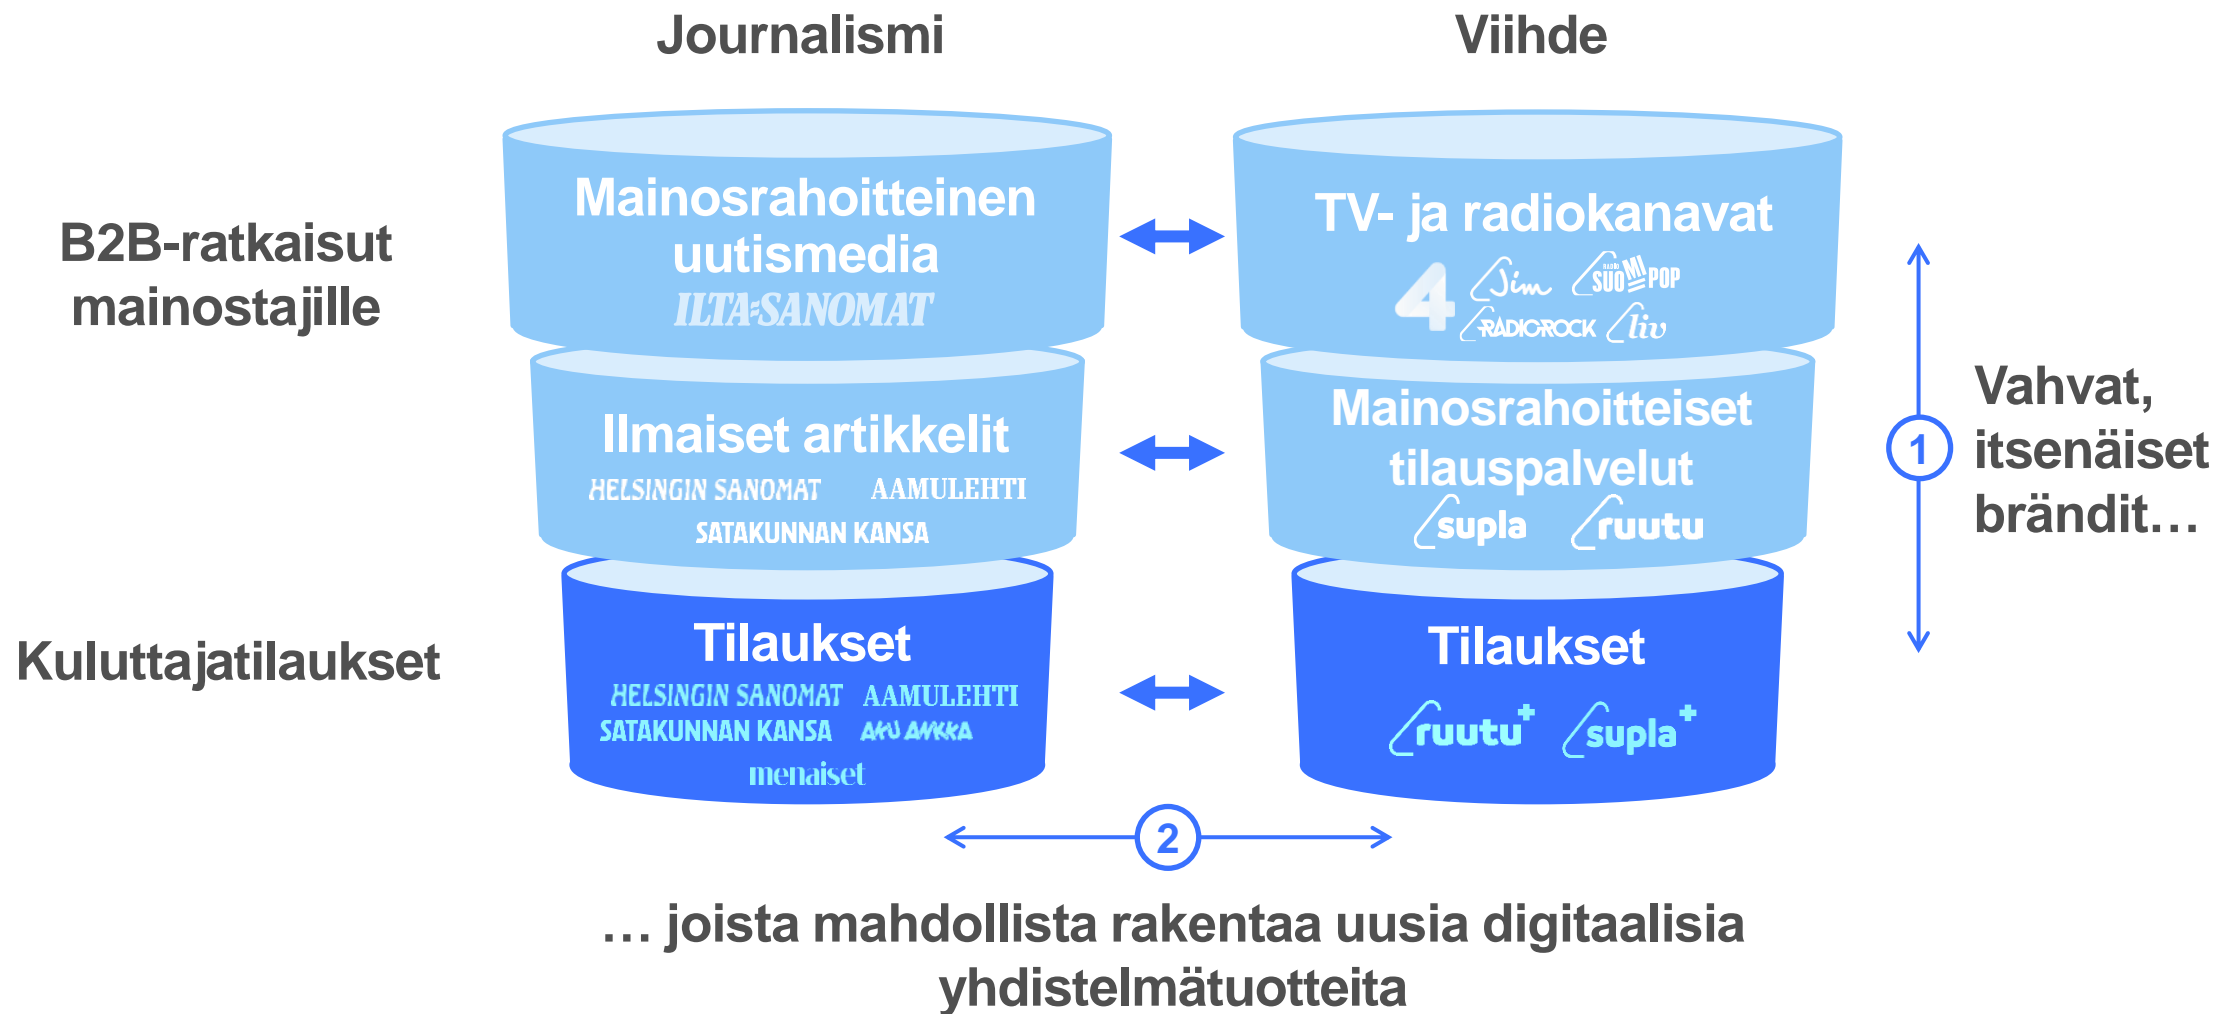 Journalismi
Viihde
B2B-ratkaisut
mainostajille
Mainosrahoitteinen
uutismedia
ILTA-SANOMAT
TV- ja radiokanavat
4 Jim RADIO SUOMIPOP
RADIO ROCK liv
Ilmaiset artikkelit
HELSINGIN SANOMAT AAMULEHTI
SATAKUNNAN KANSA
Mainosrahoitteiset
tilauspalvelut
supla ruutu
1
Vahvat,
itsenäiset
brändit…
Kuluttajatilaukset
Tilaukset
HELSINGIN SANOMAT AAMULEHTI
SATAKUNNAN KANSA AKU ANKKA
menaiset
Tilaukset
ruutu+ supla+
2
… joista mahdollista rakentaa uusia digitaalisia
yhdistelmätuotteita